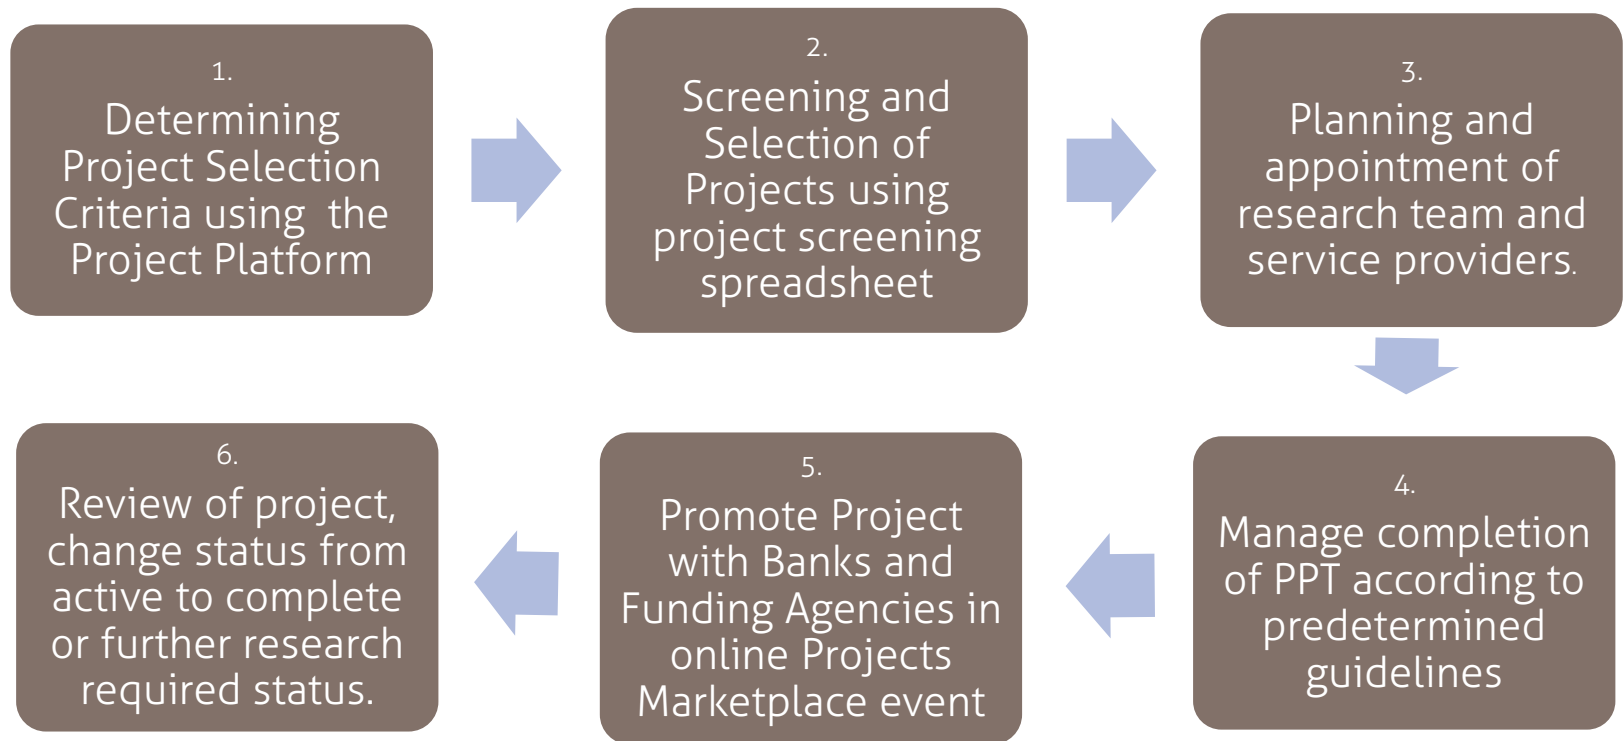 1.
Determining
Project Selection
Criteria using the
Project Platform
2.
Screening and
Selection of
Projects using
project screening
spreadsheet
3.
Planning and
appointment of
research team and
service providers.
4.
Manage completion
of PPT according to
predetermined
guidelines
5.
Promote Project
with Banks and
Funding Agencies in
online Projects
Marketplace event
6.
Review of project,
change status from
active to complete
or further research
required status.